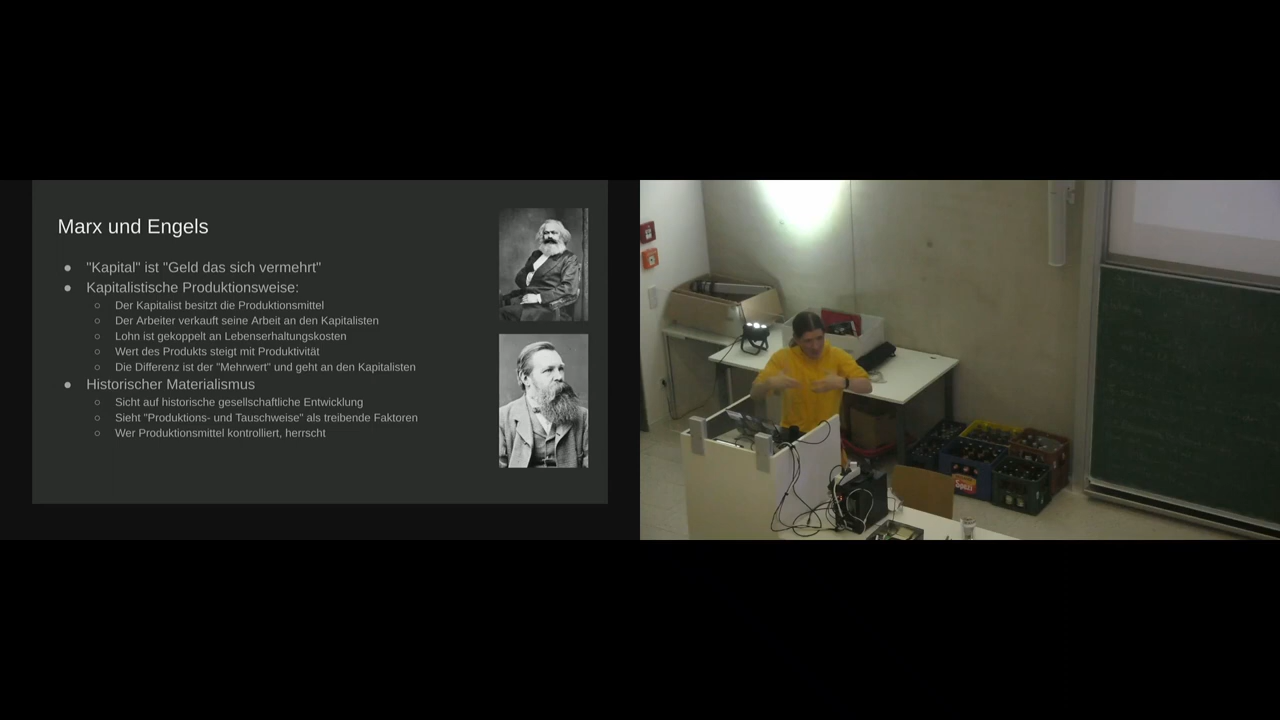 Marx und Engels
● "Kapital" ist "Geld das sich vermehrt"
● Kapitalistische Produktionsweise:
○ Der Kapitalist besitzt die Produktionsmittel
○ Der Arbeiter verkauft seine Arbeit an den Kapitalisten
○ Lohn ist gekoppelt an Lebenserhaltungskosten
○ Wert des Produkts steigt mit Produktivität
○ Die Differenz ist der "Mehrwert" und geht an den Kapitalisten
● Historischer Materialismus
○ Sicht auf historische gesellschaftliche Entwicklung
○ Sieht "Produktions- und Tauschweise" als treibende Faktoren
○ Wer Produktionsmittel kontrolliert, herrscht
Spezi